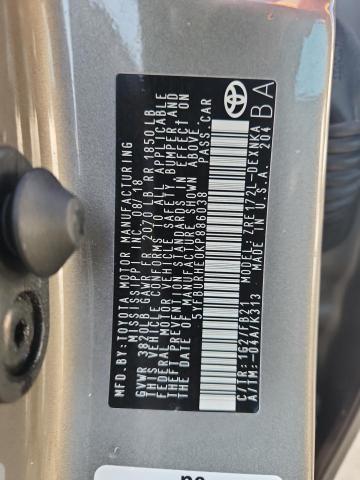 MFD.BY: TOYOTA MOTOR MANUFACTURING
MISSISSIPPI INC. 08/18
GVWR 3820LB GAWR FR 2070 LB RR 1850 LB
THIS VEHICLE CONFORMS TO ALL APPLICABLE
FEDERAL MOTOR VEHICLE SAFETY, BUMPER AND
THEFT PREVENTION STANDARDS IN EFFECT ON
THE DATE OF MANUFACTURE SHOWN ABOVE.
5YFBURHE0KP886038 PASS.CAR
C/TR: 1G2/FB21 MODEL: ZRE172L-DEXNKA
A/TM: -04A/K313 MADE IN U.S.A. 204
BA